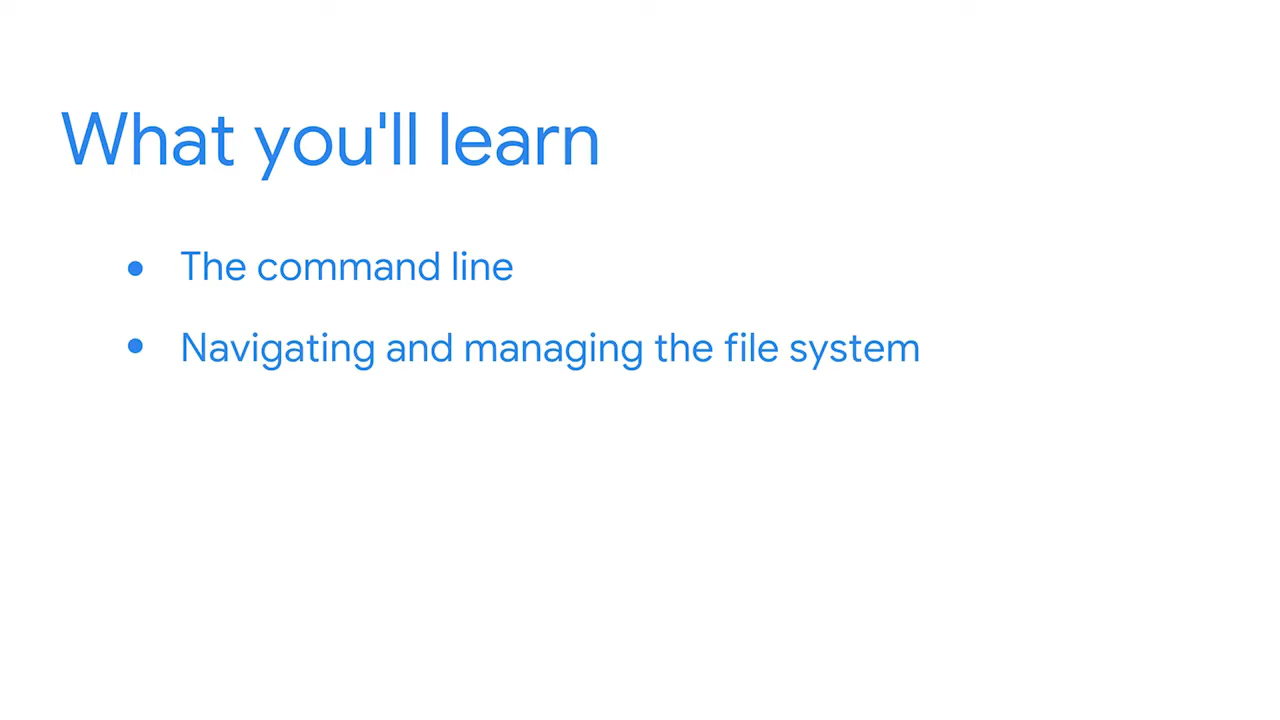 What you'll learn
• The command line
• Navigating and managing the file system